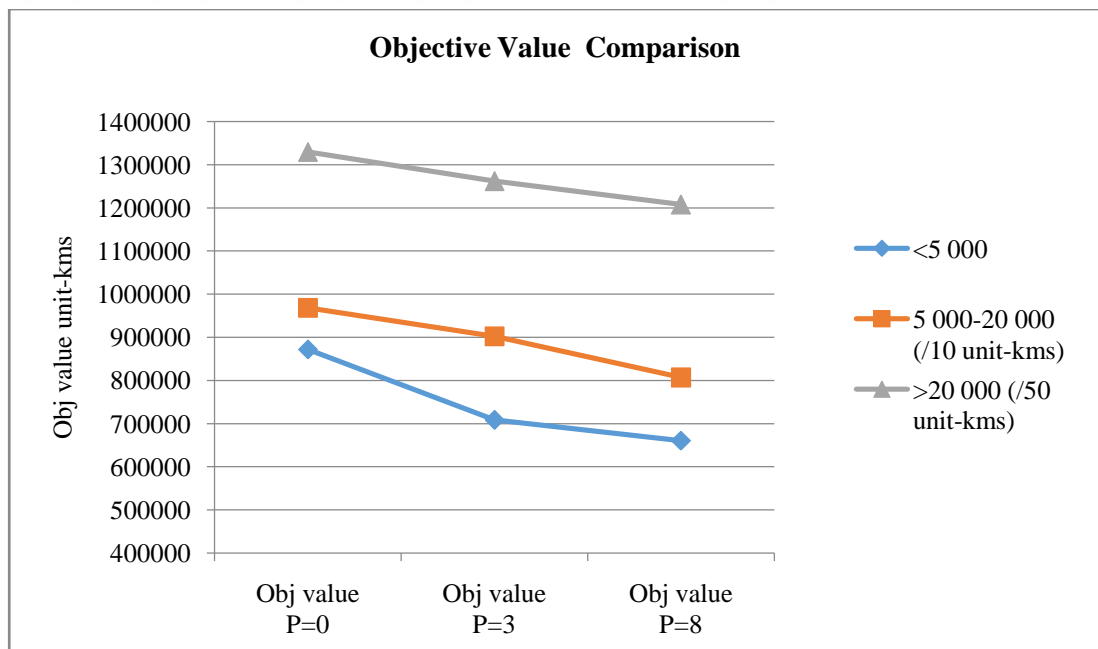 Objective Value  Comparison
1400000
1300000
1200000
1100000
1000000
900000
800000
700000
600000
500000
400000
Obj value unit-kms
Obj value
P=0
Obj value
P=3
Obj value
P=8
<5 000
5 000-20 000
(/10 unit-kms)
>20 000 (/50
unit-kms)